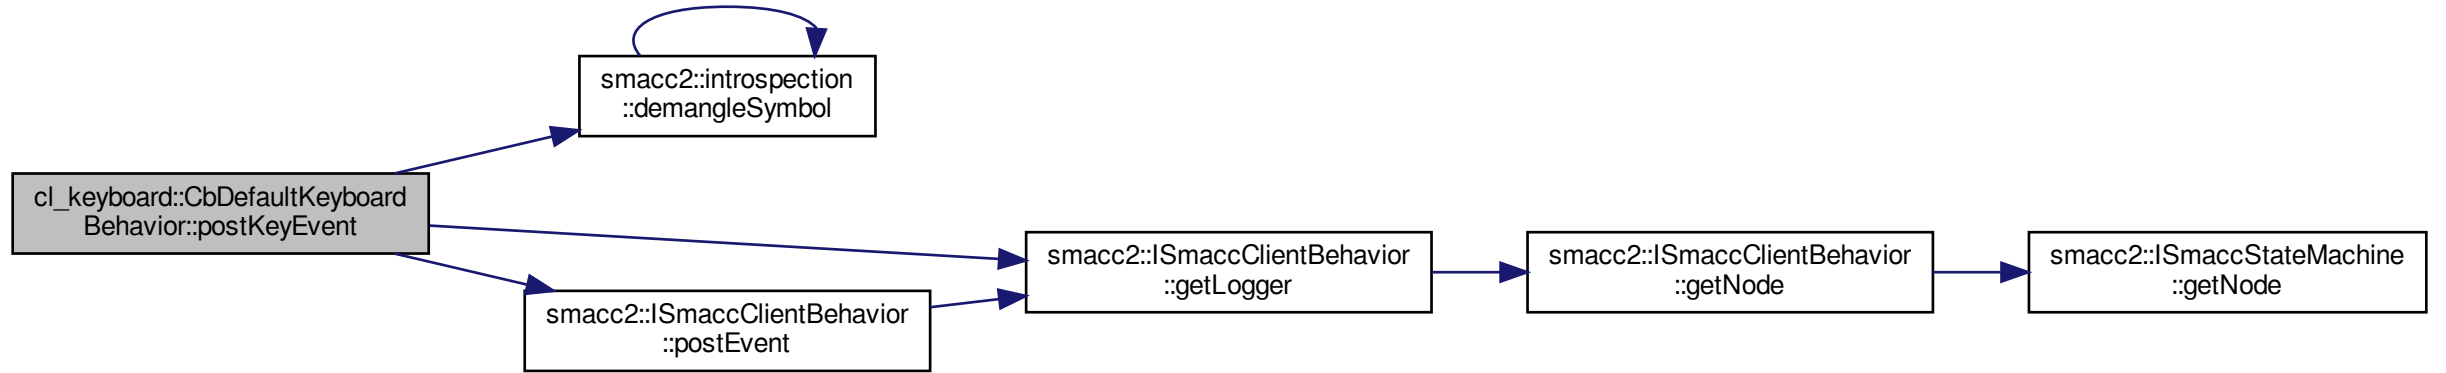 smacc2::introspection
::demangleSymbol
cl_keyboard::CbDefaultKeyboard
Behavior::postKeyEvent
smacc2::ISmaccClientBehavior
::getLogger
smacc2::ISmaccClientBehavior
::getNode
smacc2::ISmaccStateMachine
::getNode
smacc2::ISmaccClientBehavior
::postEvent